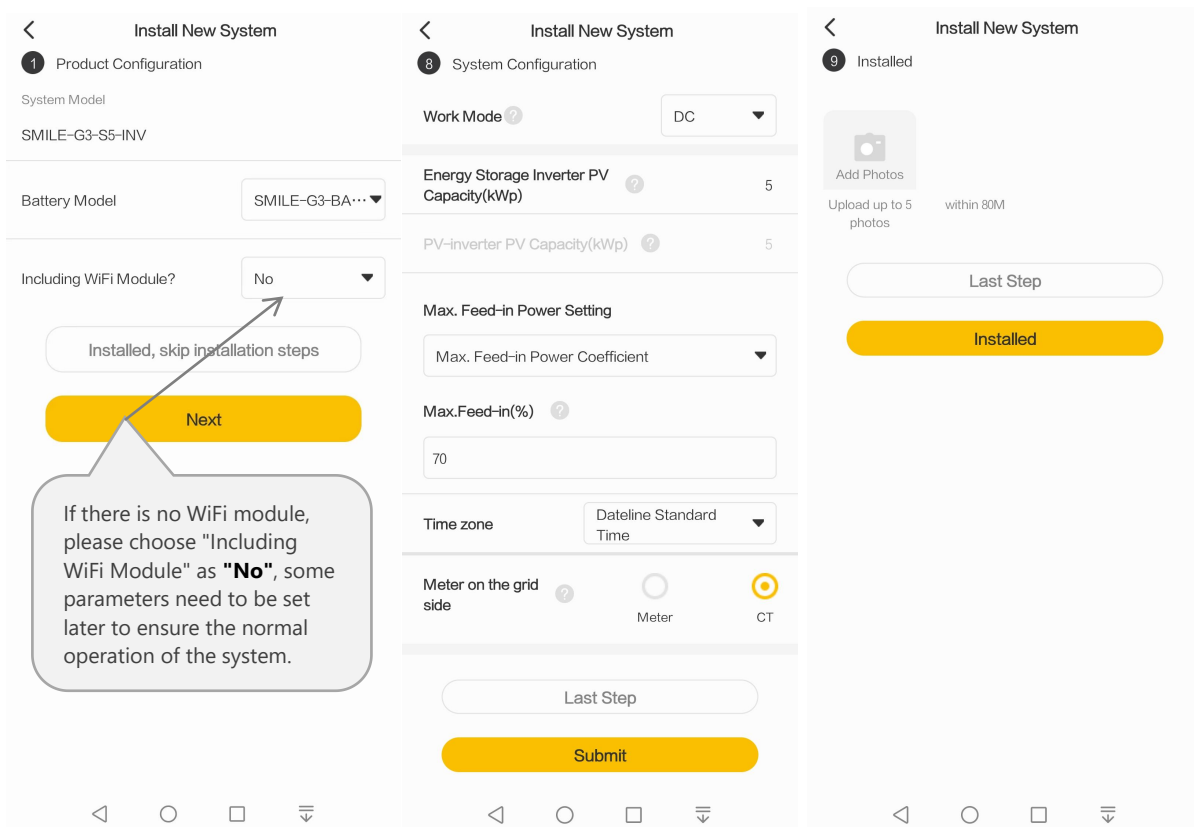 Install New System
1 Product Configuration
System Model
SMILE-G3-S5-INV
Battery Model
SMILE-G3-BA···
Including WiFi Module?
No
Installed, skip installation steps
Next
If there is no WiFi module,
please choose "Including
WiFi Module" as "No", some
parameters need to be set
later to ensure the normal
operation of the system.
Install New System
8 System Configuration
Work Mode ?
DC
Energy Storage Inverter PV
Capacity(kWp) ?
5
PV-inverter PV Capacity(kWp) ?
5
Max. Feed-in Power Setting
Max. Feed-in Power Coefficient
Max.Feed-in(%) ?
70
Time zone
Dateline Standard
Time
Meter on the grid
side ?
Meter
CT
Last Step
Submit
Install New System
9 Installed
Add Photos
Upload up to 5
photos
within 80M
Last Step
Installed